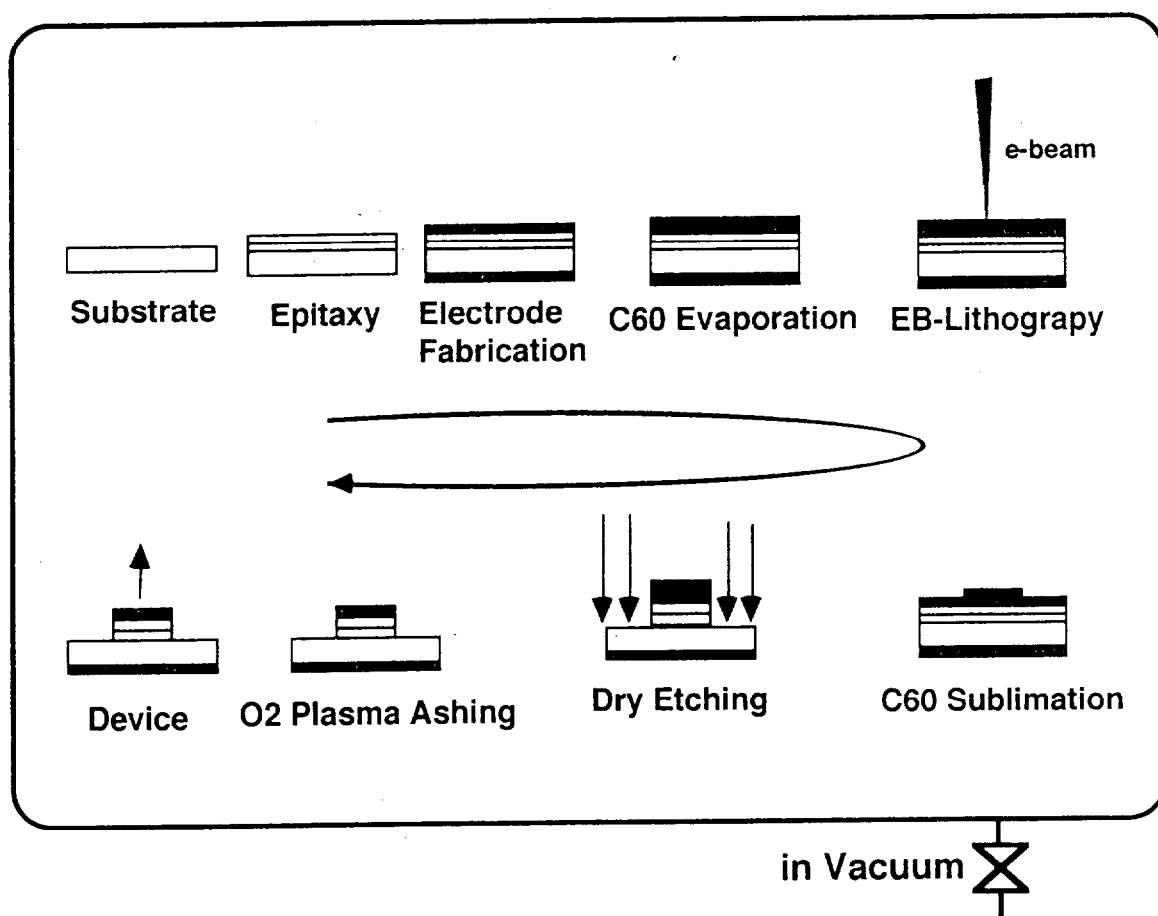 e-beam
Substrate
Epitaxy
Electrode
Fabrication
C60 Evaporation
EB-Lithograpy
Device
O2 Plasma Ashing
Dry Etching
C60 Sublimation
in Vacuum